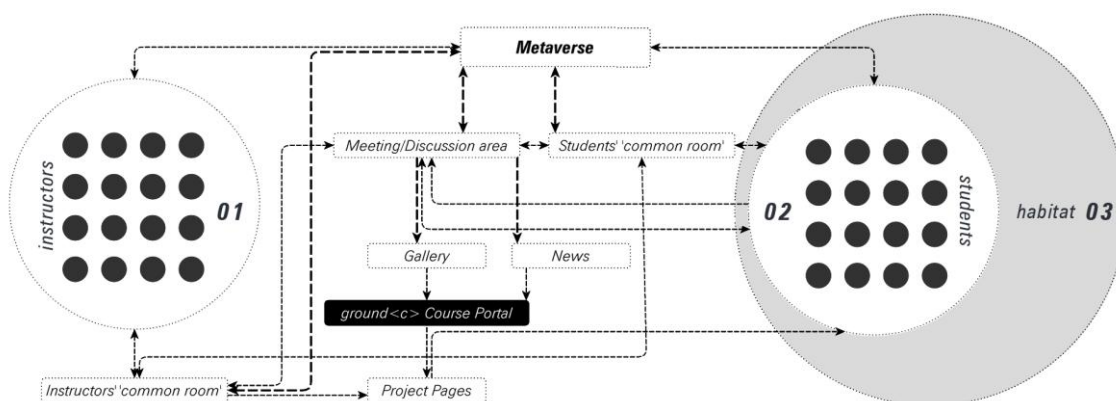 Metaverse
Meeting/Discussion area
Students' 'common room'
instructors
01
02
students
habitat 03
Gallery
News
ground<c> Course Portal
Instructors' 'common room'
Project Pages